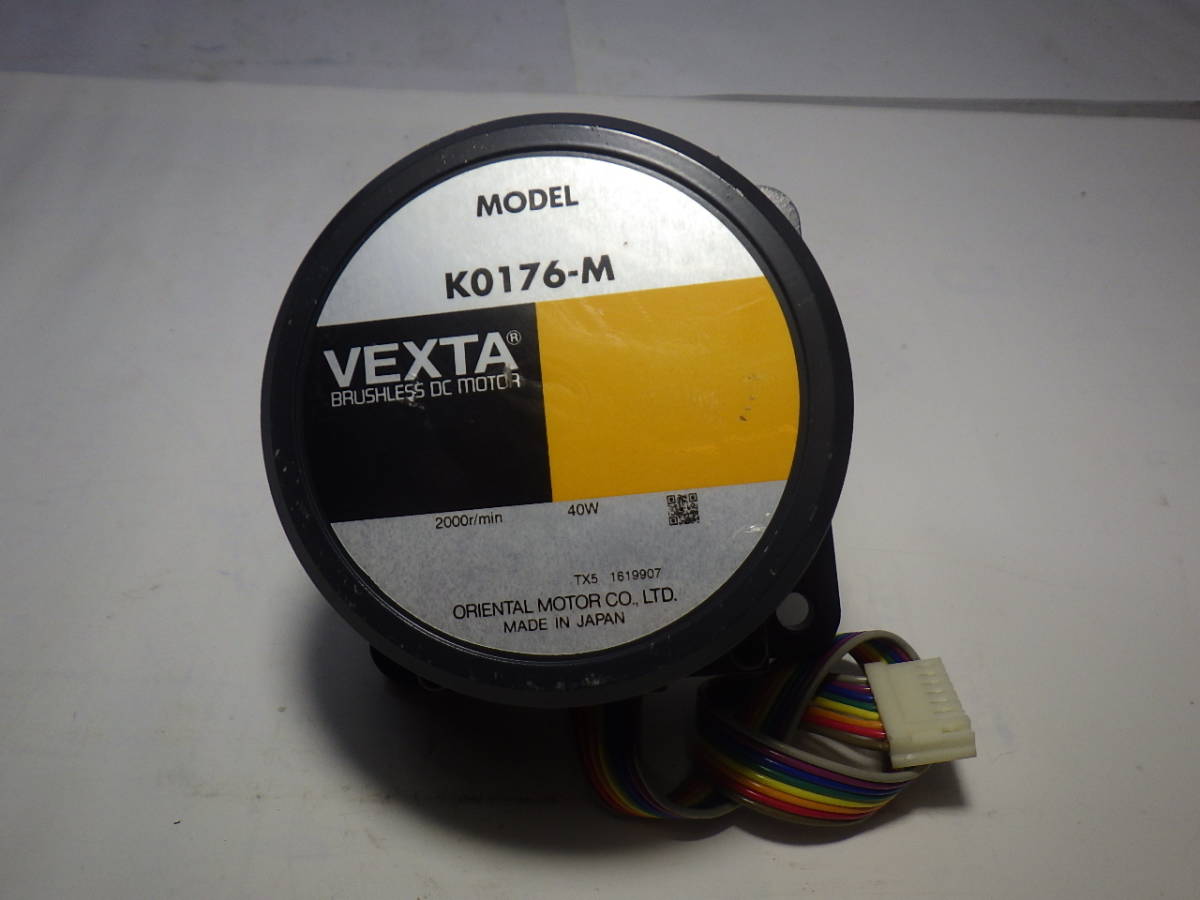 MODEL
K0176-M
VEXTA®
BRUSHLESS DC MOTOR
2000r/min 40W
TX5 1619907
ORIENTAL MOTOR CO., LTD.
MADE IN JAPAN